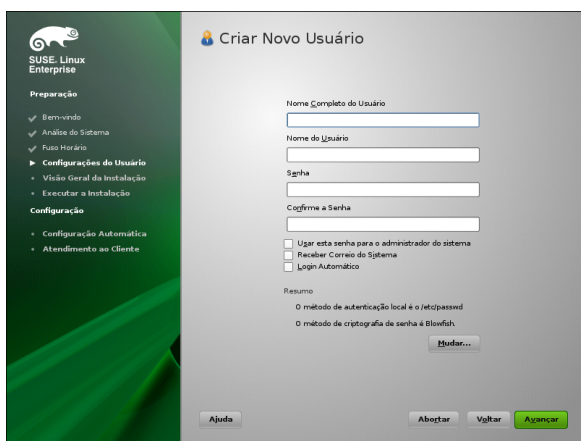 SUSE. Linux
Enterprise
Preparação
Bem-vindo
Análise do Sistema
Fuso Horário
Configurações do Usuário
Visão Geral da Instalação
Executar a Instalação
Configuração
Configuração Automática
Atendimento ao Cliente
Criar Novo Usuário
Nome Completo do Usuário
Nome do Usuário
Senha
Confirme a Senha
Usar esta senha para o administrador do sistema
Receber Correio do Sistema
Login Automático
Resumo
O método de autenticação local é o /etc/passwd
O método de criptografia de senha é Blowfish.
Mudar...
Ajuda
Abortar
Voltar
Avançar